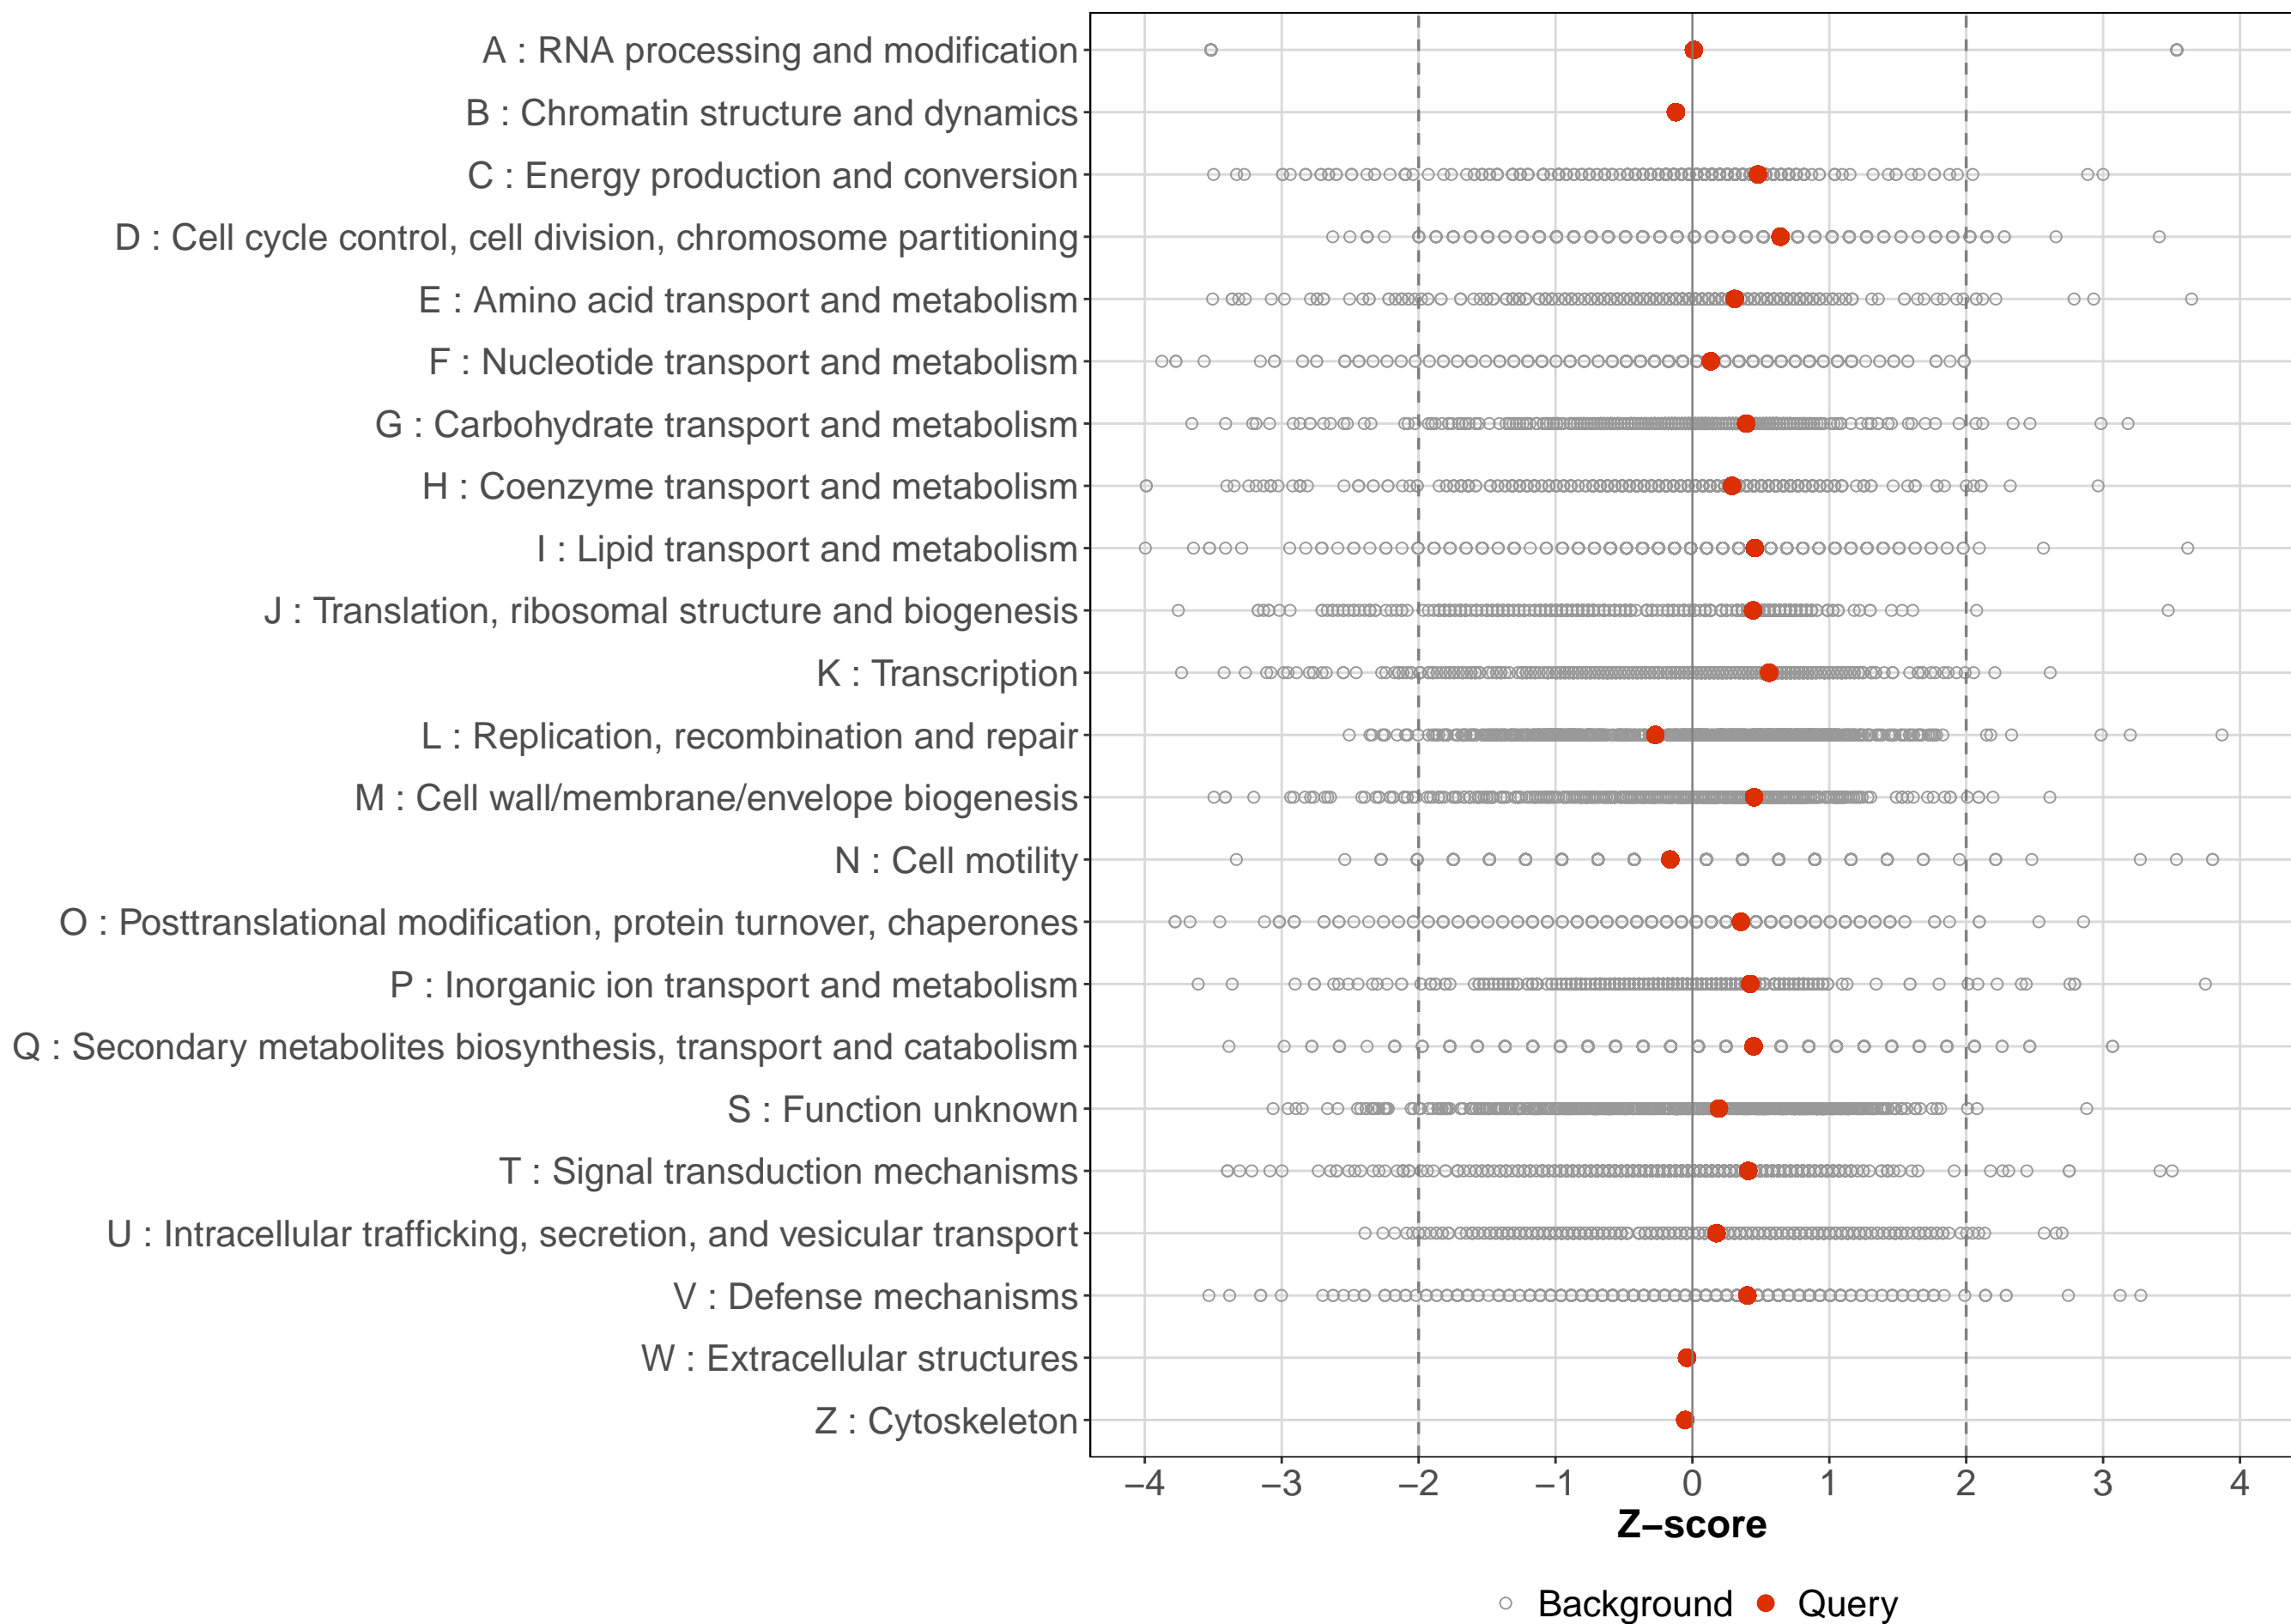 A : RNA processing and modification
B : Chromatin structure and dynamics
C : Energy production and conversion
D : Cell cycle control, cell division, chromosome partitioning
E : Amino acid transport and metabolism
F : Nucleotide transport and metabolism
G : Carbohydrate transport and metabolism
H : Coenzyme transport and metabolism
I : Lipid transport and metabolism
J : Translation, ribosomal structure and biogenesis
K : Transcription
L : Replication, recombination and repair
M : Cell wall/membrane/envelope biogenesis
N : Cell motility
O : Posttranslational modification, protein turnover, chaperones
P : Inorganic ion transport and metabolism
Q : Secondary metabolites biosynthesis, transport and catabolism
S : Function unknown
T : Signal transduction mechanisms
U : Intracellular trafficking, secretion, and vesicular transport
V : Defense mechanisms
W : Extracellular structures
Z : Cytoskeleton
−4 −3 −2 −1 0 1 2 3 4
Z−score
Background Query